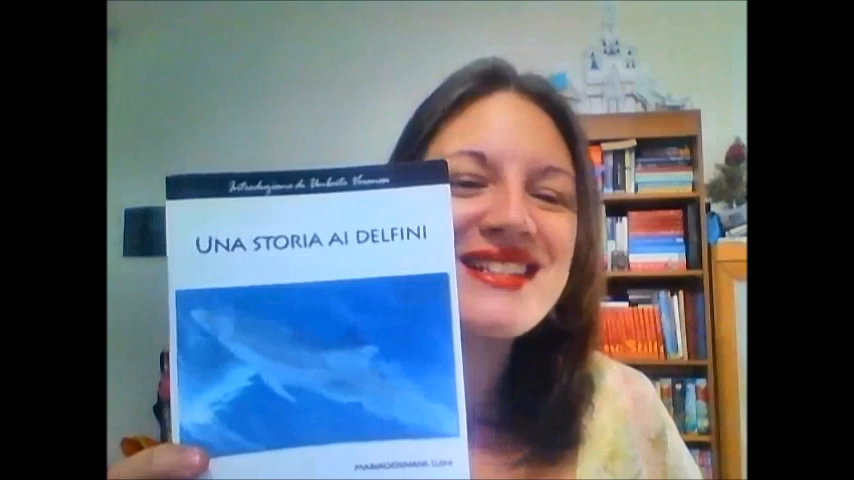 Introduzione di Umberto Veronesi
UNA STORIA AI DELFINI